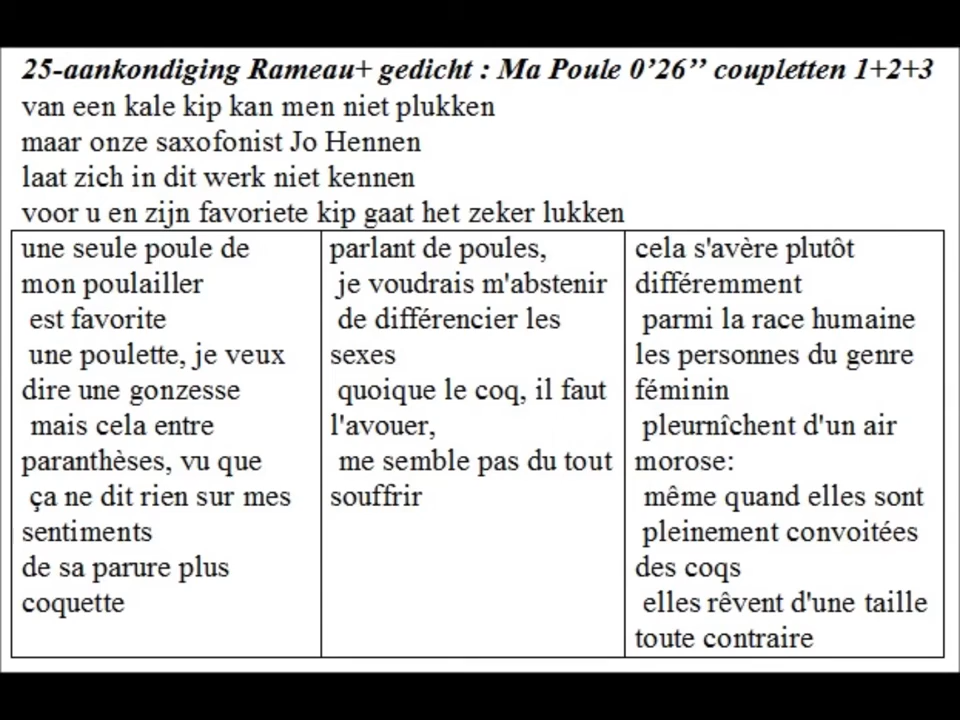 25-aankondiging Rameau+ gedicht : Ma Poule 0’26’’ coupletten 1+2+3
van een kale kip kan men niet plukken
maar onze saxofonist Jo Hennen
laat zich in dit werk niet kennen
voor u en zijn favoriete kip gaat het zeker lukken
une seule poule de
mon poulailler
est favorite
une poulette, je veux
dire une gonzesse
mais cela entre
paranthèses, vu que
ça ne dit rien sur mes
sentiments
de sa parure plus
coquette
parlant de poules,
je voudrais m'abstenir
de différencier les
sexes
quoique le coq, il faut
l'avouer,
me semble pas du tout
souffrir
cela s'avère plutôt
différemment
parmi la race humaine
les personnes du genre
féminin
pleurnîchent d'un air
morose:
même quand elles sont
pleinement convoitées
des coqs
elles rêvent d'une taille
toute contraire